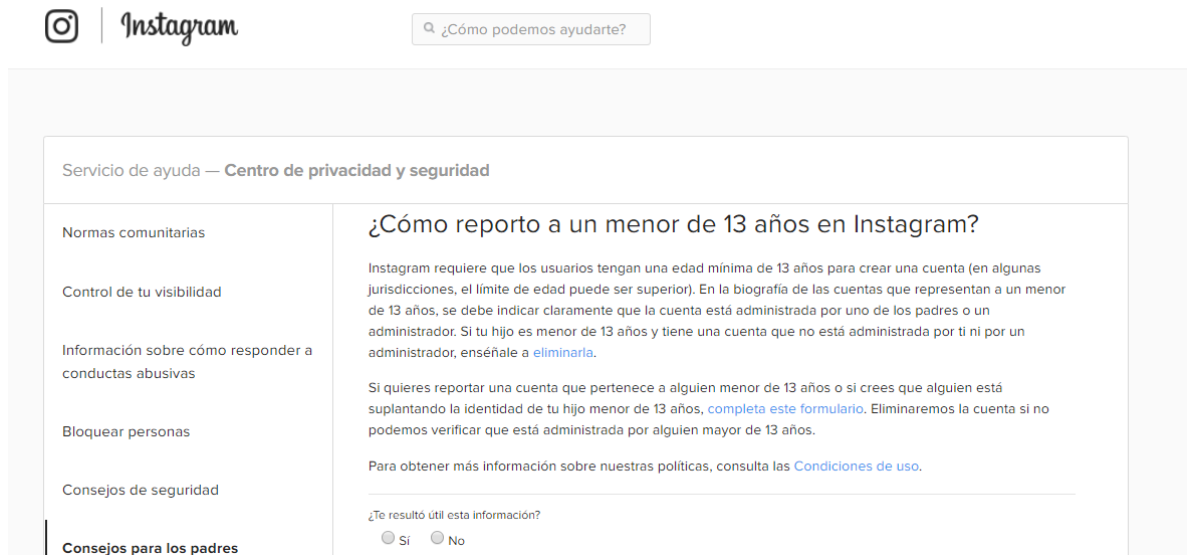 Instagram
¿Cómo podemos ayudarte?
Servicio de ayuda — Centro de privacidad y seguridad
Normas comunitarias
Control de tu visibilidad
Información sobre cómo responder a
conductas abusivas
Bloquear personas
Consejos de seguridad
Consejos para los padres
¿Cómo reporto a un menor de 13 años en Instagram?
Instagram requiere que los usuarios tengan una edad mínima de 13 años para crear una cuenta (en algunas
jurisdicciones, el límite de edad puede ser superior). En la biografía de las cuentas que representan a un menor
de 13 años, se debe indicar claramente que la cuenta está administrada por uno de los padres o un
administrador. Si tu hijo es menor de 13 años y tiene una cuenta que no está administrada por ti ni por un
administrador, enséñale a eliminarla.
Si quieres reportar una cuenta que pertenece a alguien menor de 13 años o si crees que alguien está
suplantando la identidad de tu hijo menor de 13 años, completa este formulario. Eliminaremos la cuenta si no
podemos verificar que está administrada por alguien mayor de 13 años.
Para obtener más información sobre nuestras políticas, consulta las Condiciones de uso.
¿Te resultó útil esta información?
Sí No